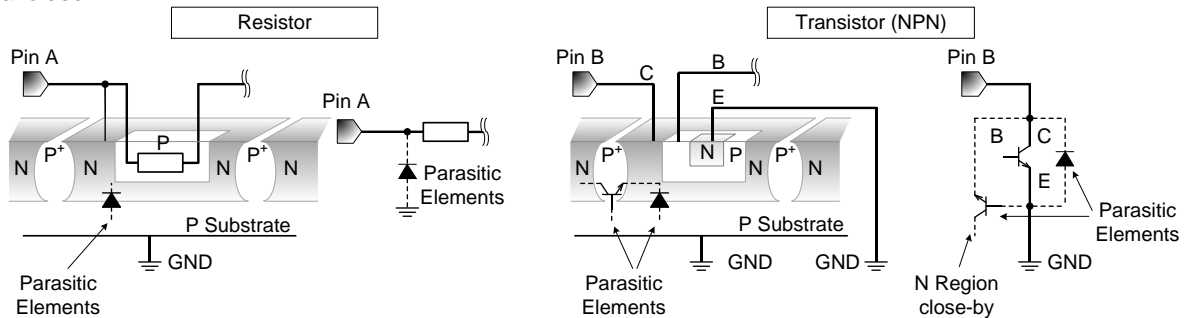 Resistor
Transistor (NPN)
Pin A
Pin A
N
P+
N
P
N
P+
N
Parasitic
Elements
P Substrate
GND
Parasitic
Elements
Pin B
C
B
E
N
P+
N
N
P
N
P+
N
P Substrate
GND
GND
Parasitic
Elements
Pin B
B
C
E
Parasitic
Elements
GND
N Region
close-by